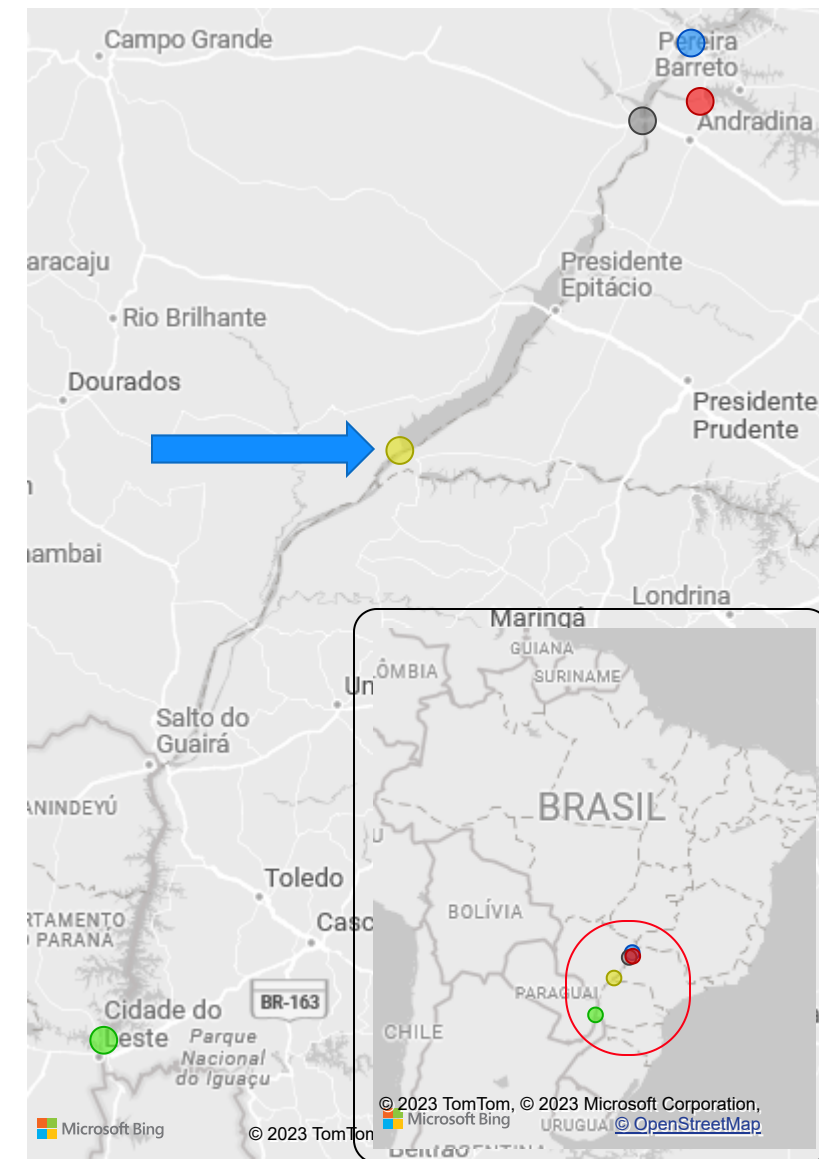 Campo Grande
Pereira
Barreto
Andradina
aracaju
Presidente
Epitácio
Rio Brilhante
Dourados
Presidente
Prudente
ambai
Londrina
Maringá
Salto do
Guairá
ANINDEYÚ
Toledo
RTAMENTO
PARANÁ
Casc
BR-163
Cidade do
Leste
Parque
Nacional
do Iguaçu
Microsoft Bing
© 2023 TomTom
GUIANA
ÔMBIA
SURINAME
BRASIL
BOLÍVIA
PARAGUAI
CHILE
© 2023 TomTom, © 2023 Microsoft Corporation,
Microsoft Bing
URUGUAI
© OpenStreetMap